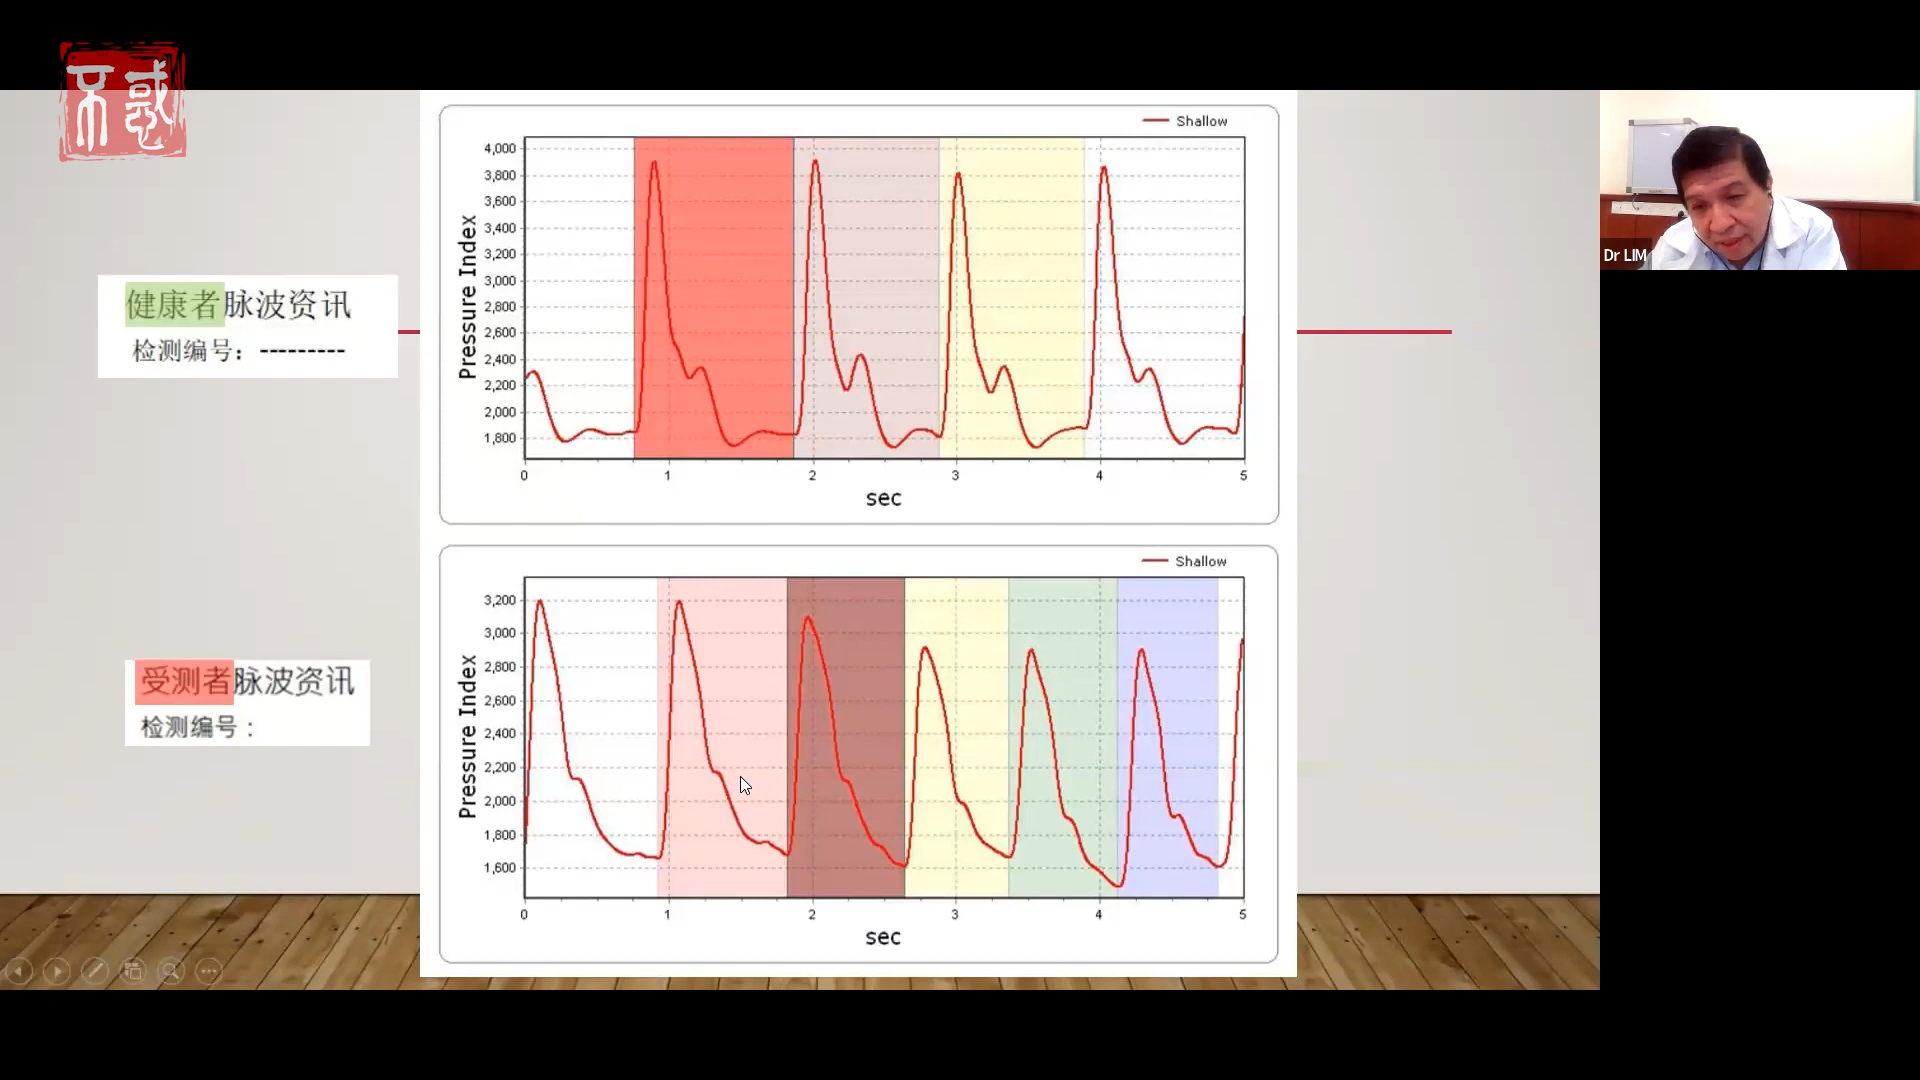 不惑
健康者脉波资讯
检测编号：---------
Shallow
Pressure Index
4,000
3,800
3,600
3,400
3,200
3,000
2,800
2,600
2,400
2,200
2,000
1,800
0 1 2 3 4 5
sec
受测者脉波资讯
检测编号：
Shallow
Pressure Index
3,200
3,000
2,800
2,600
2,400
2,200
2,000
1,800
1,600
0 1 2 3 4 5
sec
Dr LIM